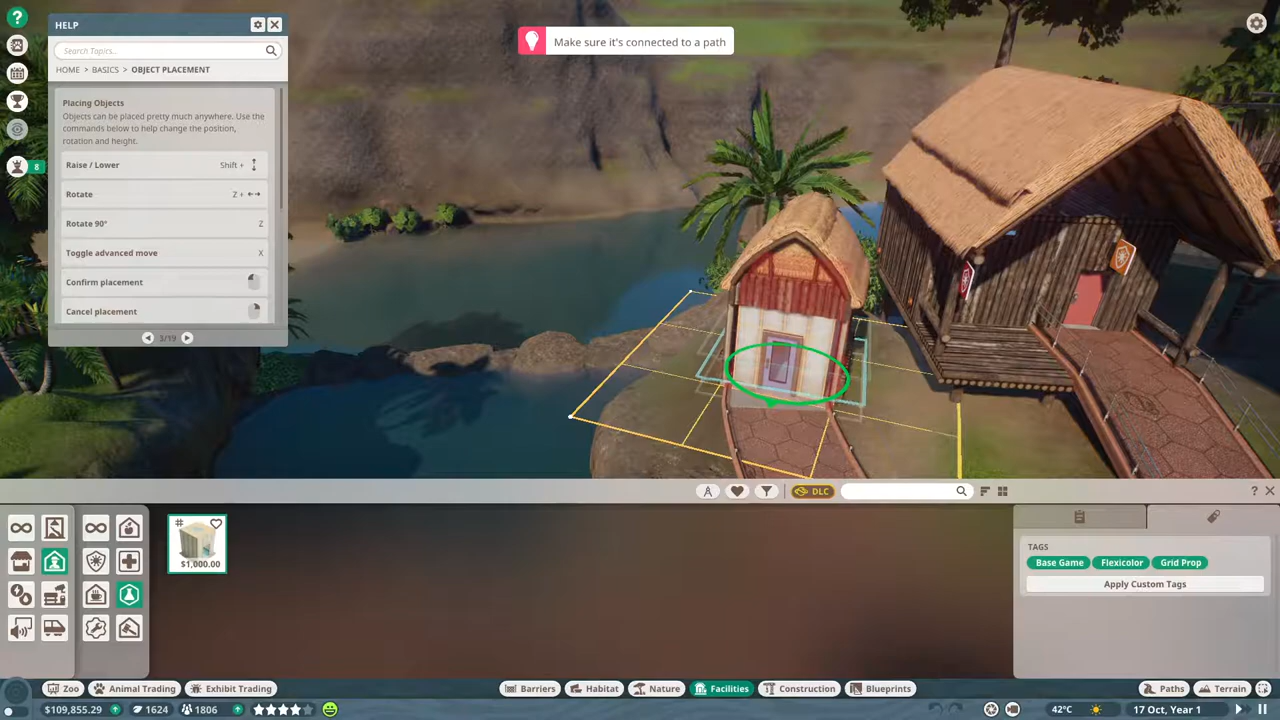 ?
HELP
Make sure it's connected to a path
Search Topics...
HOME > BASICS > OBJECT PLACEMENT
Placing Objects
Objects can be placed pretty much anywhere. Use the
commands below to help change the position,
rotation and height.
8
Raise / Lower Shift +
Rotate Z +
Rotate 90° Z
Toggle advanced move X
Confirm placement
Cancel placement
3/19
DLC
?
$1,000.00
TAGS
Base Game Flexicolor Grid Prop
Apply Custom Tags
Zoo Animal Trading Exhibit Trading Barriers Habitat Nature Facilities Construction Blueprints Paths Terrain
$109,855.29 1624 1806 42°C 17 Oct, Year 1